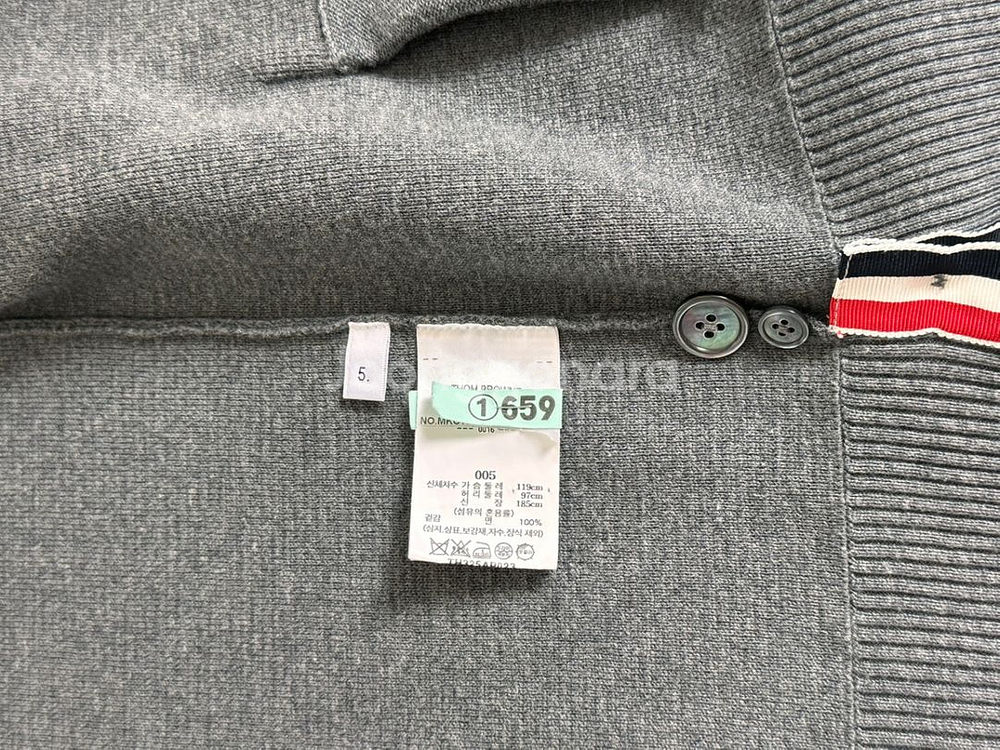 5.
THOM BROWNE
①659
0016
005
신체치수 가 슴 둘 레 119cm
허 리 둘 레 97cm
신 장 185cm
(섬유의 혼용률)
겉감 면 100%
(심지,상표,보강재,자수,장식 제외)